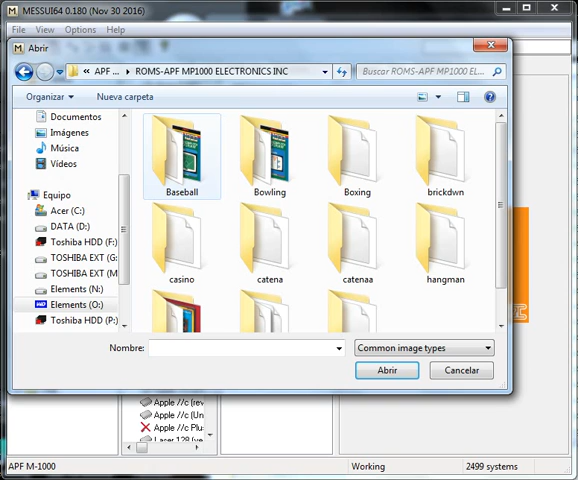 MESSUI64 0.180 (Nov 30 2016)
File View Options Help
Abrir
« APF ... ▸ ROMS-APF MP1000 ELECTRONICS INC
Buscar ROMS-APF MP1000 EL...
Organizar Nueva carpeta
Documentos
Imágenes
Música
Vídeos
Equipo
Acer (C:)
DATA (D:)
Toshiba HDD (F:)
TOSHIBA EXT (G:
TOSHIBA EXT (M
Elements (N:)
Elements (O:)
Toshiba HDD (P:)
Baseball Bowling Boxing brickdwn
casino catena catenaa hangman
Nombre:
Common image types
Abrir Cancelar
Apple //c (rev
Apple //c (Un
Apple //c Plu
Laser 128 (ve
APF M-1000
Working
2499 systems